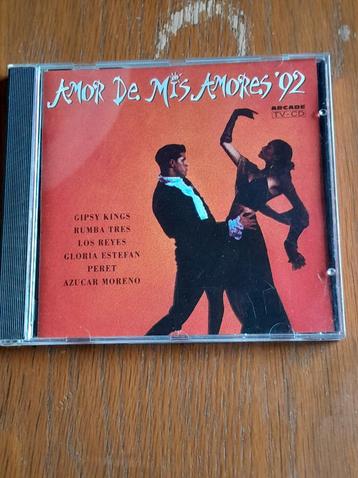 AMOR DE MIS AMORES '92
ARCADE
TV-CD
GIPSY KINGS
RUMBA TRES
LOS REYES
GLORIA ESTEFAN
PERET
AZUCAR MORENO